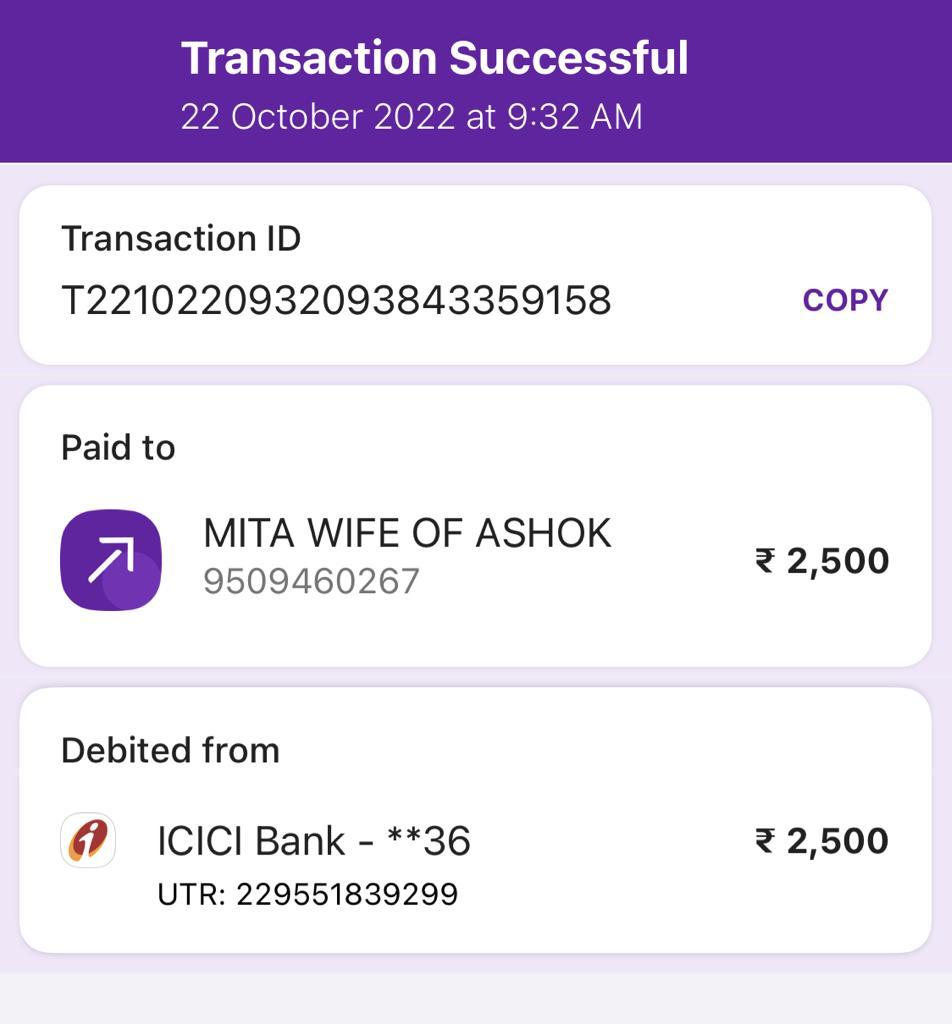 Transaction Successful
22 October 2022 at 9:32 AM
Transaction ID
T2210220932093843359158
COPY
Paid to
MITA WIFE OF ASHOK
9509460267
₹ 2,500
Debited from
ICICI Bank - **36
₹ 2,500
UTR: 229551839299